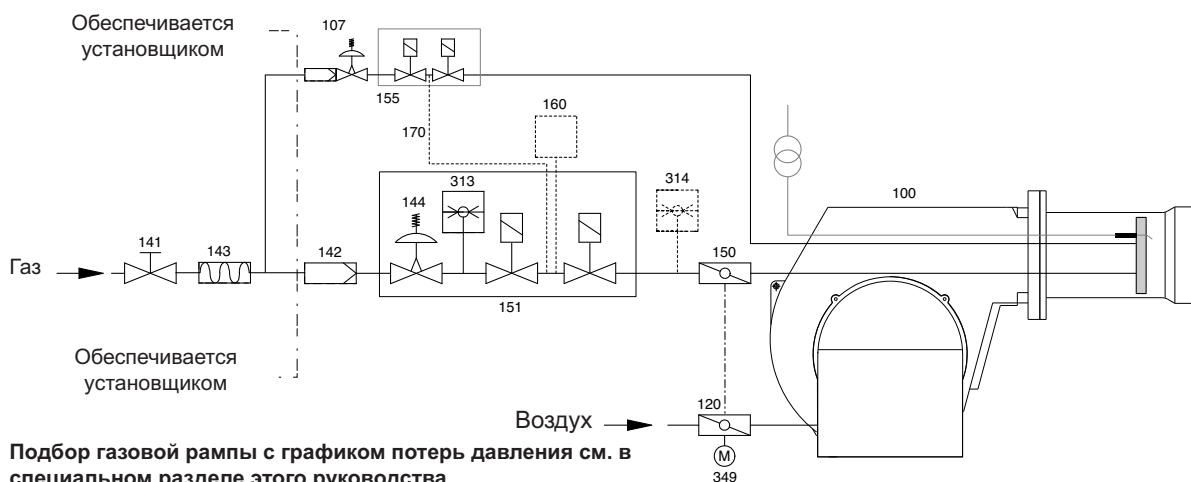 Обеспечивается
установщиком
107
155
160
170
313
314
144
100
141
143
142
150
Газ
151
Обеспечивается
установщиком
120
Воздух
M
349
Подбор газовой рампы с графиком потерь давления см. в
специальном разделе этого руководства